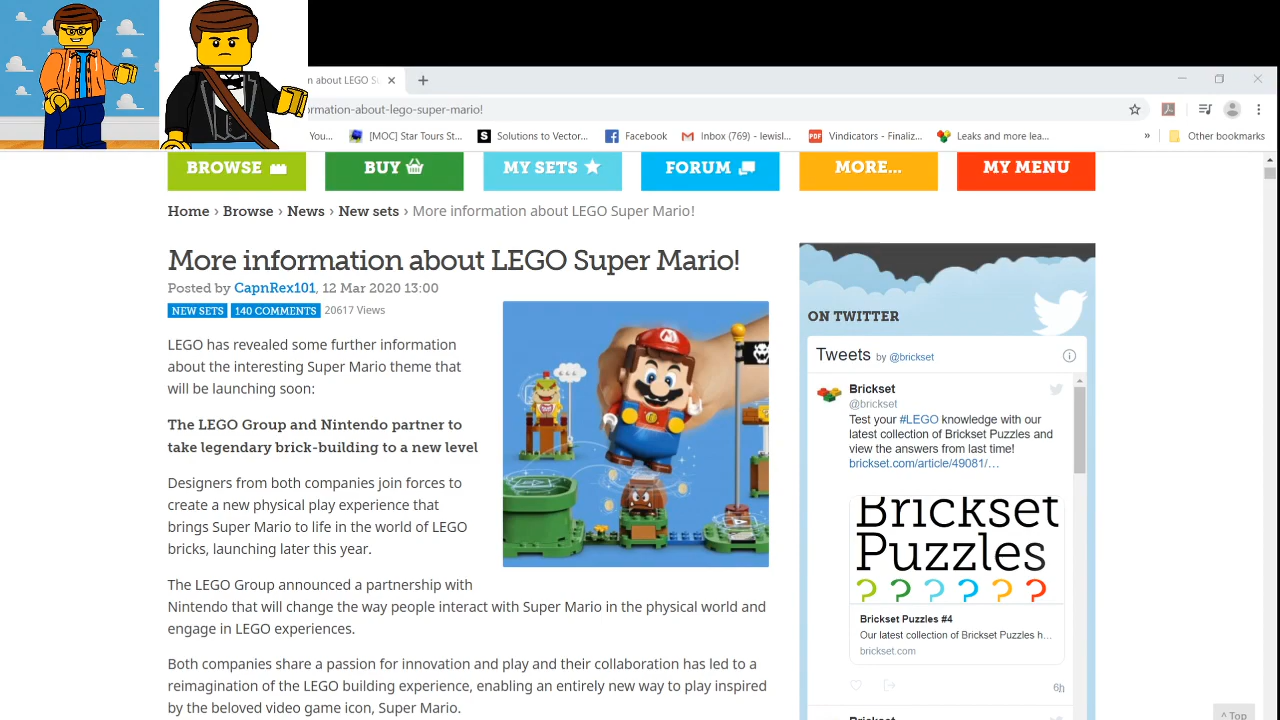 n about LEGO S
ormation-about-lego-super-mario!
You...
[MOC] Star Tours St...
Solutions to Vector...
Facebook
Inbox (769) - lewisl...
Vindicators - Finaliz...
Leaks and more lea...
»
Other bookmarks
BROWSE
BUY
MY SETS
FORUM
MORE...
MY MENU
Home › Browse › News › New sets › More information about LEGO Super Mario!
More information about LEGO Super Mario!
Posted by CapnRex101, 12 Mar 2020 13:00
NEW SETS 140 COMMENTS 20617 Views
LEGO has revealed some further information
about the interesting Super Mario theme that
will be launching soon:
The LEGO Group and Nintendo partner to
take legendary brick-building to a new level
Designers from both companies join forces to
create a new physical play experience that
brings Super Mario to life in the world of LEGO
bricks, launching later this year.
The LEGO Group announced a partnership with
Nintendo that will change the way people interact with Super Mario in the physical world and
engage in LEGO experiences.
Both companies share a passion for innovation and play and their collaboration has led to a
reimagination of the LEGO building experience, enabling an entirely new way to play inspired
by the beloved video game icon, Super Mario.
M
ON TWITTER
Tweets by @brickset
Brickset
@brickset
Test your #LEGO knowledge with our
latest collection of Brickset Puzzles and
view the answers from last time!
brickset.com/article/49081/…
Brickset
Puzzles
? ? ? ? ? ?
Brickset Puzzles #4
Our latest collection of Brickset Puzzles h...
brickset.com
6h
Brickset
^ Top